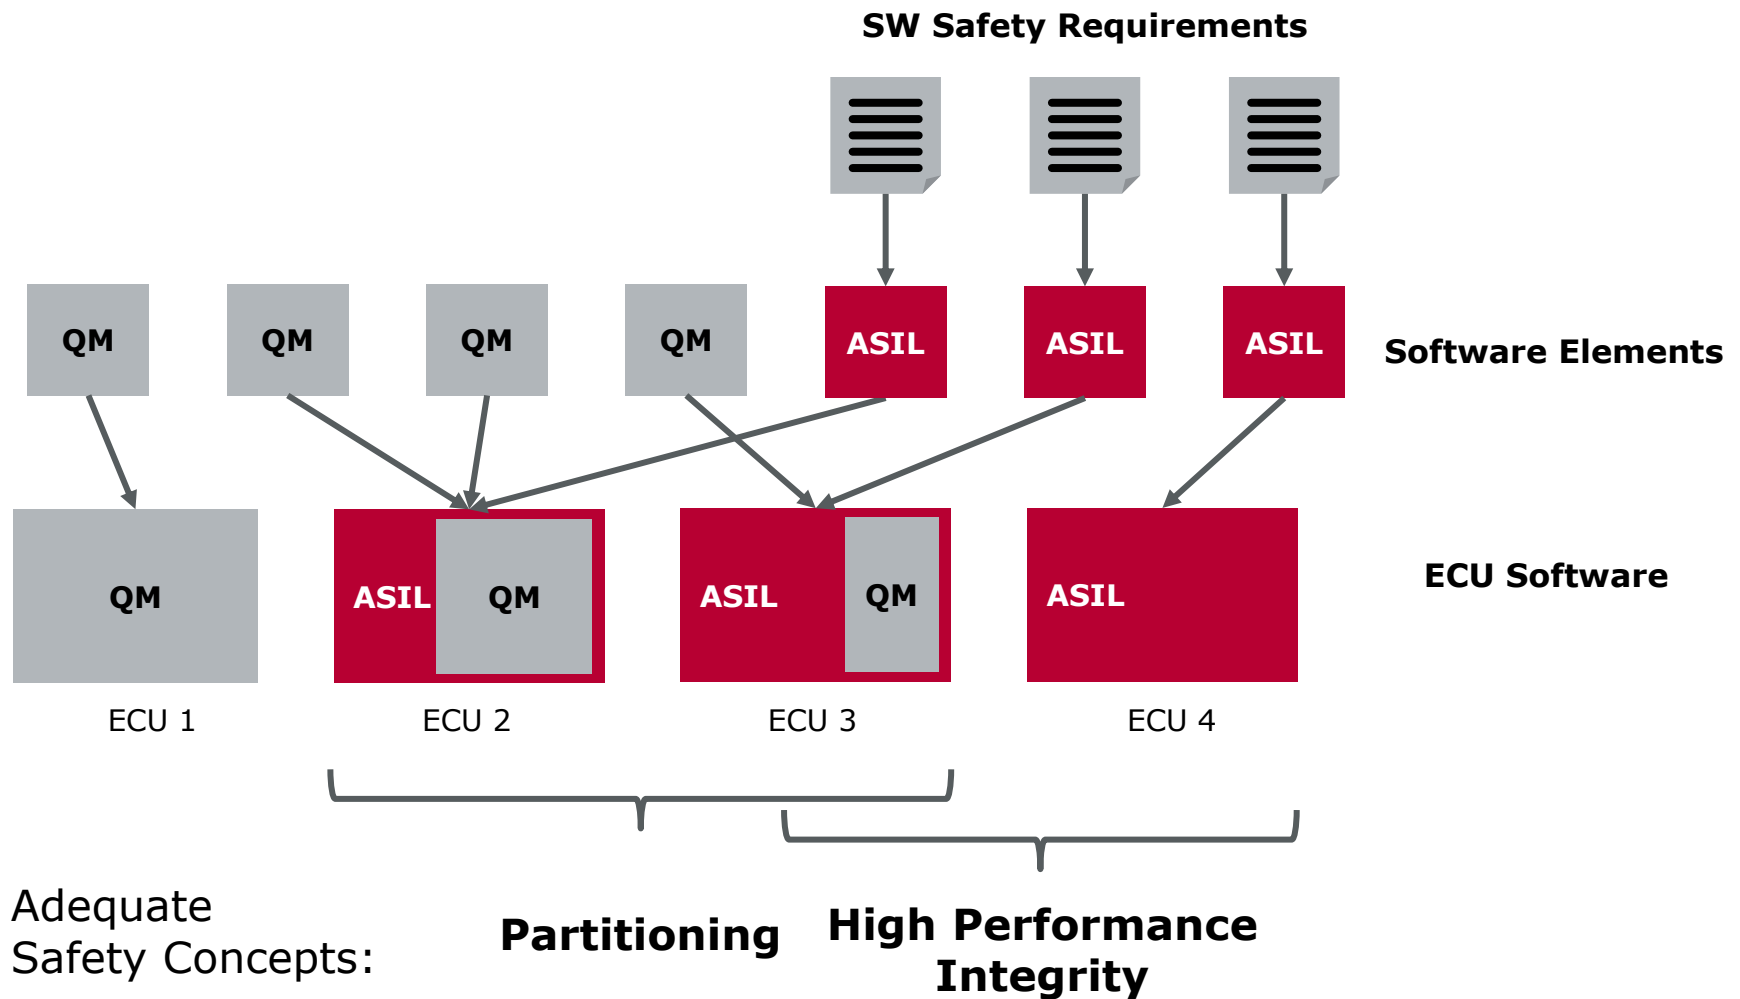 SW Safety Requirements
QM
QM
QM
QM
ASIL
ASIL
ASIL
Software Elements
QM
ASIL
QM
ASIL
QM
ASIL
ECU Software
ECU 1
ECU 2
ECU 3
ECU 4
Adequate
Safety Concepts:
Partitioning
High Performance
Integrity